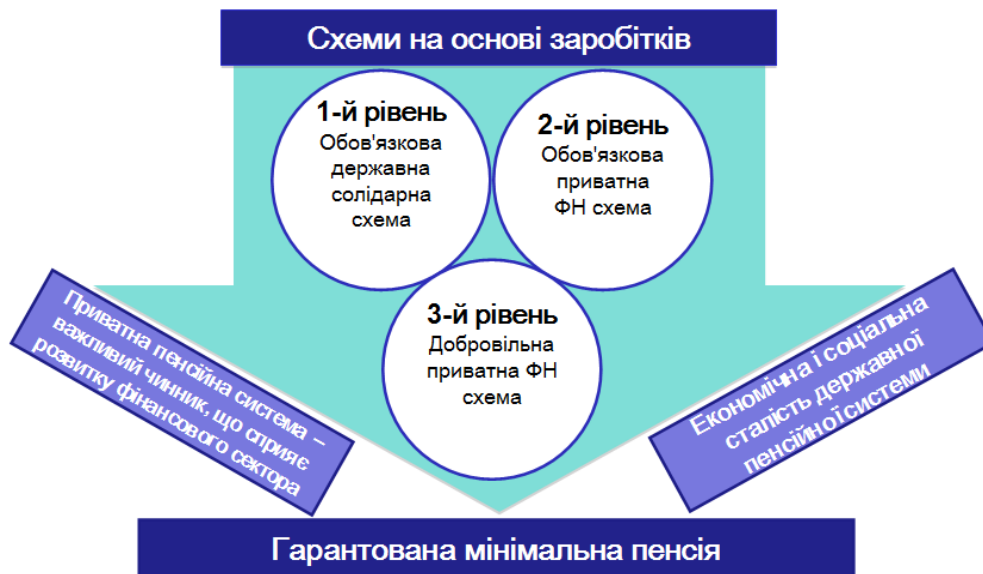 Схеми на основі заробітків
1-й рівень
Обов'язкова
державна
солідарна
схема
2-й рівень
Обов'язкова
приватна
ФН схема
3-й рівень
Добровільна
приватна ФН
схема
Приватна пенсійна система –
важливий чинник, що сприяє
розвитку фінансового сектора
Економічна і соціальна
сталість державної
пенсійної системи
Гарантована мінімальна пенсія